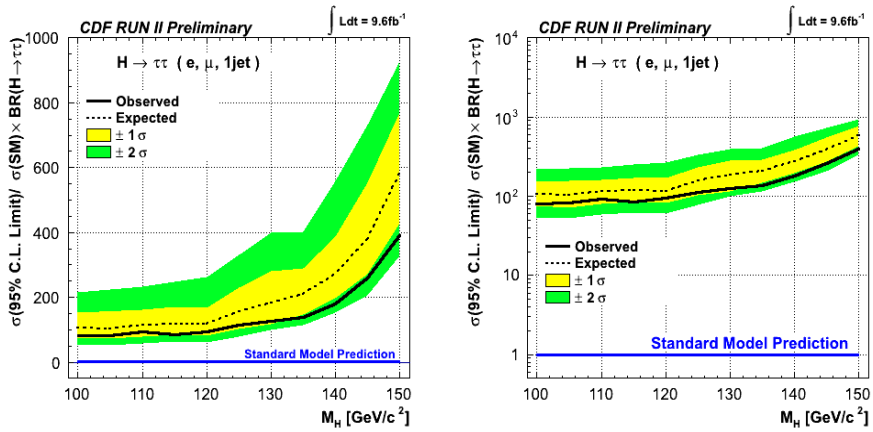 CDF RUN II Preliminary
∫ Ldt = 9.6fb⁻¹
σ(95% C.L. Limit)/ σ(SM)× BR(H→ττ)
1000
800
600
400
200
0
H → ττ ( e, μ, 1jet )
Observed
Expected
± 1 σ
± 2 σ
Standard Model Prediction
100 110 120 130 140 150
M_H [GeV/c²]
CDF RUN II Preliminary
∫ Ldt = 9.6fb⁻¹
σ(95% C.L. Limit)/ σ(SM)× BR(H→ττ)
10⁴
10³
10²
10
1
H → ττ ( e, μ, 1jet )
Observed
Expected
± 1 σ
± 2 σ
Standard Model Prediction
100 110 120 130 140 150
M_H [GeV/c²]